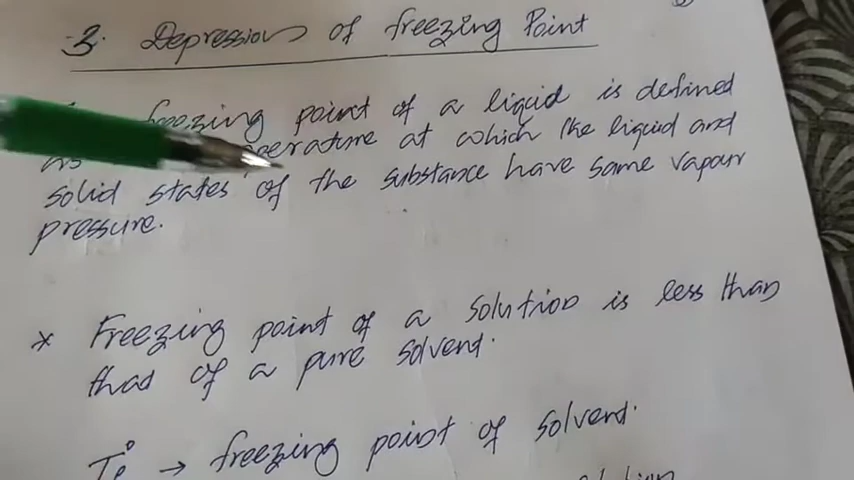 3. Depression of freezing Point
freezing point of a liquid is defined
as perature at which the liquid and
solid states of the substance have same vapour
pressure.
* Freezing point of a solution is less than
that of a pure solvent.
Tf° → freezing point of solvent.